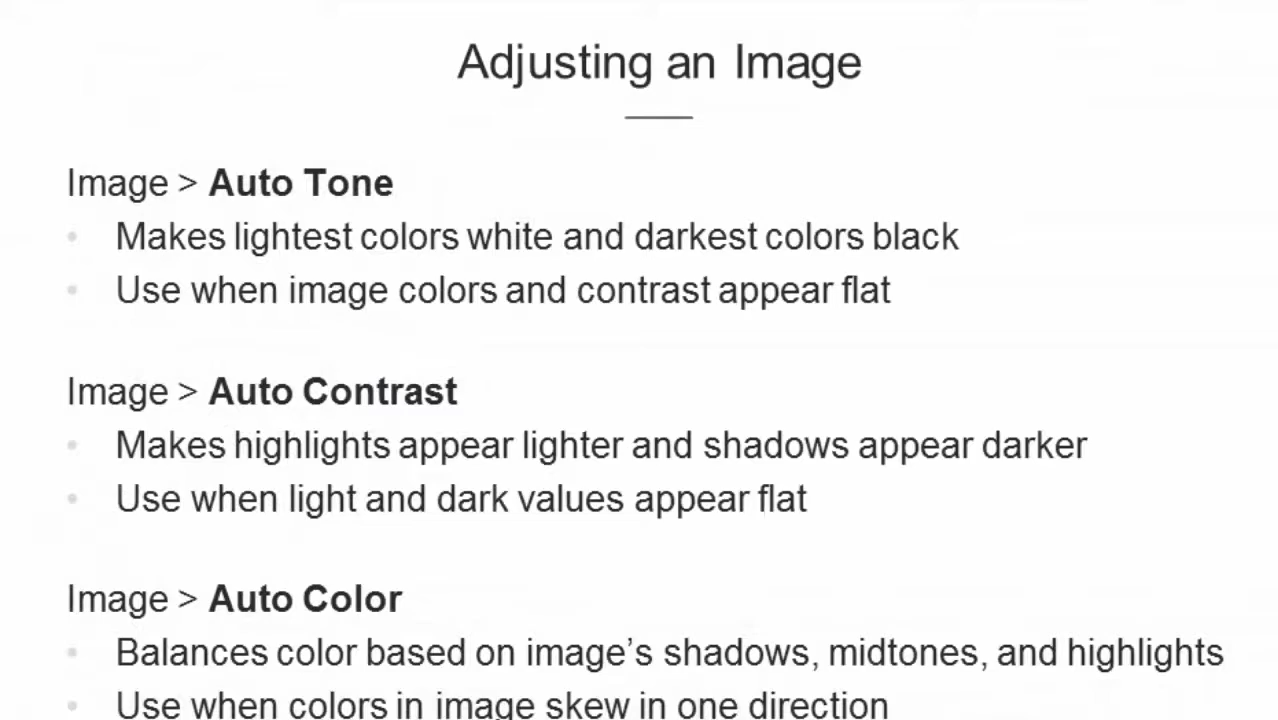 Adjusting an Image
Image > Auto Tone
• Makes lightest colors white and darkest colors black
• Use when image colors and contrast appear flat
Image > Auto Contrast
• Makes highlights appear lighter and shadows appear darker
• Use when light and dark values appear flat
Image > Auto Color
• Balances color based on image’s shadows, midtones, and highlights
• Use when colors in image skew in one direction